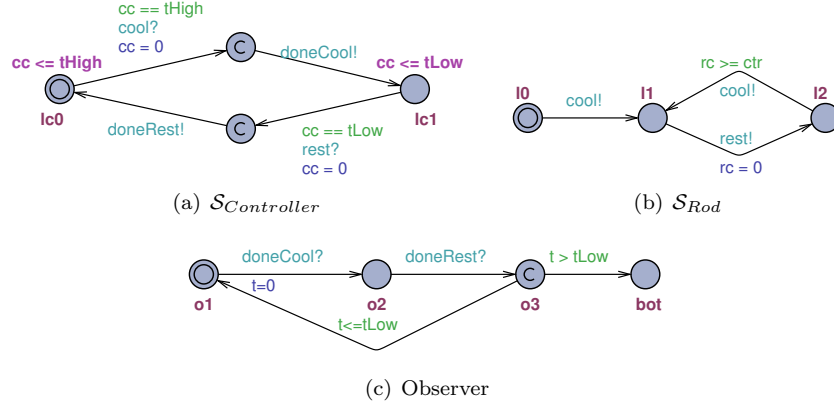 cc == tHigh
cool?
cc = 0
cc <= tHigh
C
doneCool!
cc <= tLow
lc0
doneRest!
C
cc == tLow
rest?
cc = 0
lc1
(a) S_Controller
rc >= ctr
l0
cool!
l1
cool!
l2
rest!
rc = 0
(b) S_Rod
doneCool?
t=0
doneRest?
C
t > tLow
o1
o2
o3
bot
t<=tLow
(c) Observer